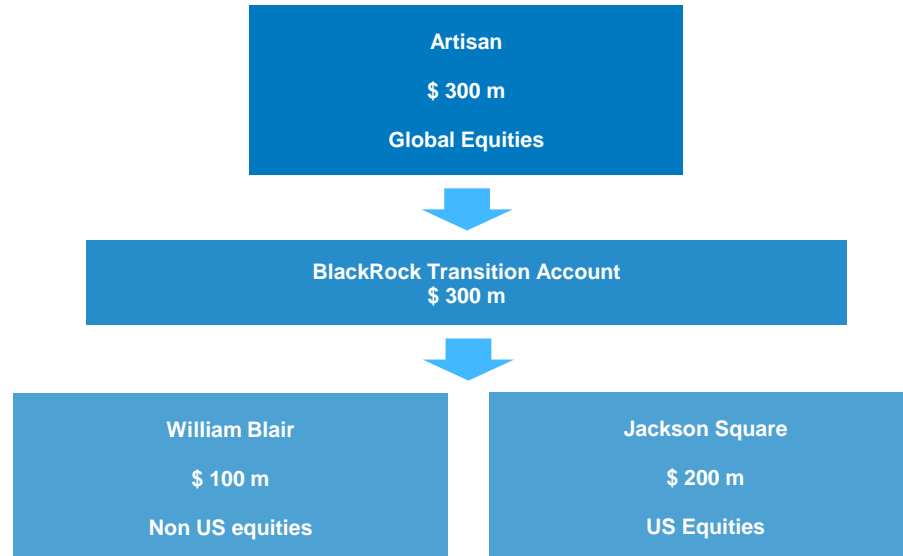 Artisan
$ 300 m
Global Equities
BlackRock Transition Account
$ 300 m
William Blair
$ 100 m
Non US equities
Jackson Square
$ 200 m
US Equities